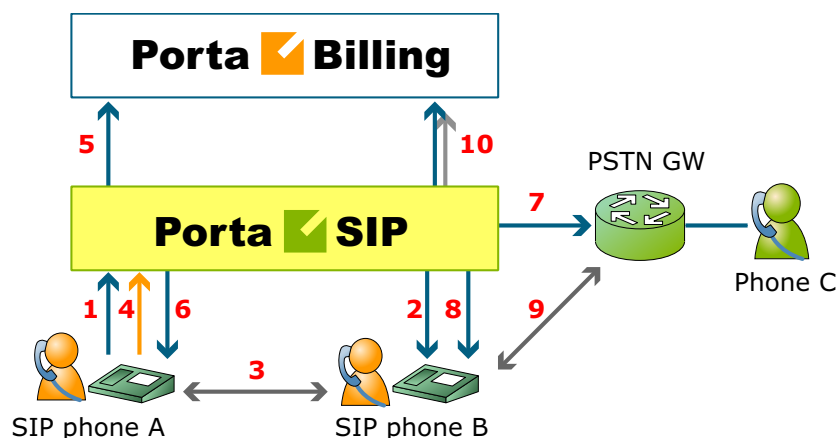 Porta Billing
5
10
PSTN GW
Porta SIP
7
Phone C
1
4
6
2
8
9
3
SIP phone A
SIP phone B